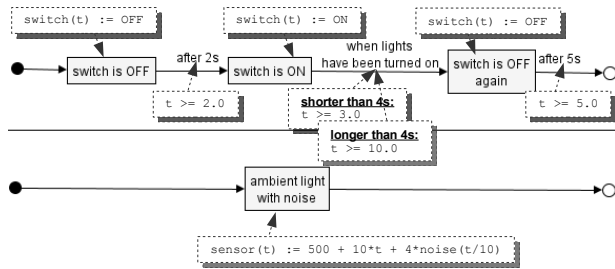 switch(t) := OFF
switch(t) := ON
switch(t) := OFF
switch is OFF
after 2s
switch is ON
when lights
have been turned on
switch is OFF
again
after 5s
t >= 2.0
shorter than 4s:
t >= 3.0
longer than 4s:
t >= 10.0
t >= 5.0
ambient light
with noise
sensor(t) := 500 + 10*t + 4*noise(t/10)